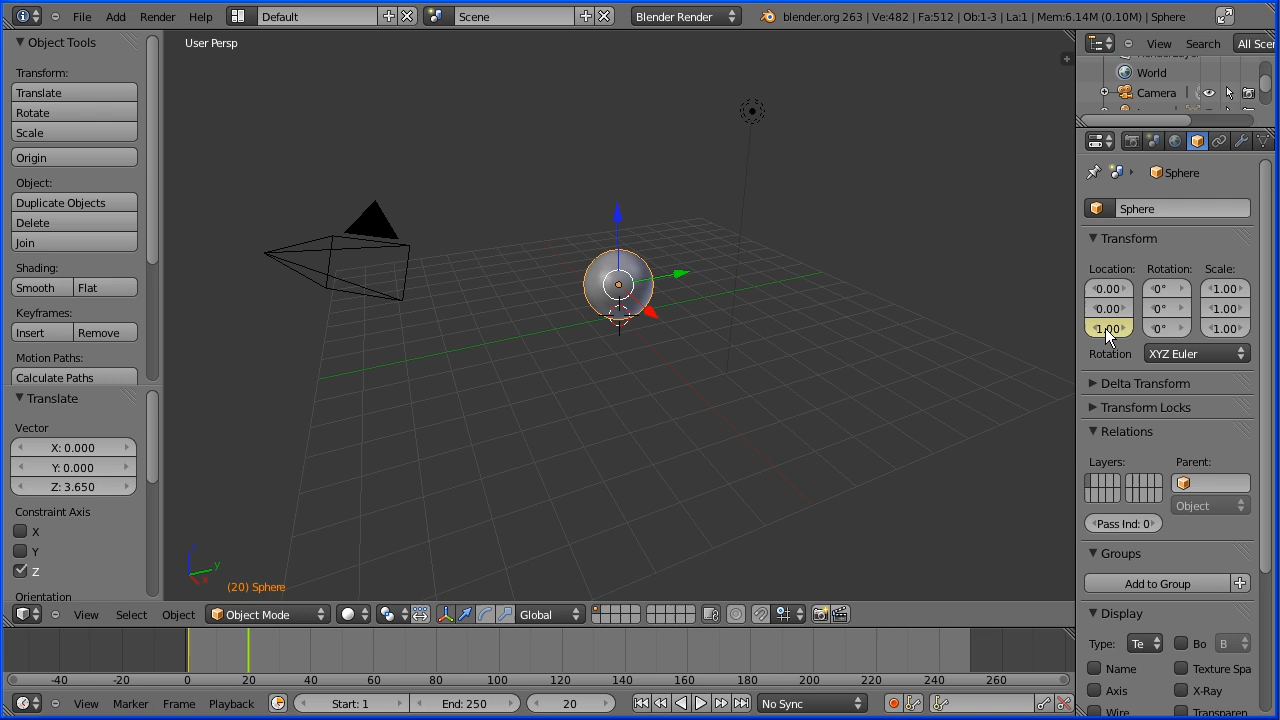 File Add Render Help Default Scene Blender Render blender.org 263 | Ve:482 | Fa:512 | Ob:1-3 | La:1 | Mem:6.14M (0.10M) | Sphere
Object Tools
Transform:
Translate
Rotate
Scale
Origin
Object:
Duplicate Objects
Delete
Join
Shading:
Smooth Flat
Keyframes:
Insert Remove
Motion Paths:
Calculate Paths
Translate
Vector
X: 0.000
Y: 0.000
Z: 3.650
Constraint Axis
X
Y
Z
Orientation
User Persp
z
y
x
(20) Sphere
View Select Object Object Mode Global
-40 -20 0 20 40 60 80 100 120 140 160 180 200 220 240 260
View Marker Frame Playback Start: 1 End: 250 20 No Sync
View Search All Scen
World
Camera
Sphere
Sphere
Transform
Location: Rotation: Scale:
0.00 0° 1.00
0.00 0° 1.00
1.00 0° 1.00
Rotation XYZ Euler
Delta Transform
Transform Locks
Relations
Layers: Parent:
Object
Pass Ind: 0
Groups
Add to Group
Display
Type: Te Bo B
Name Texture Spa
Axis X-Ray
Wire Transparen